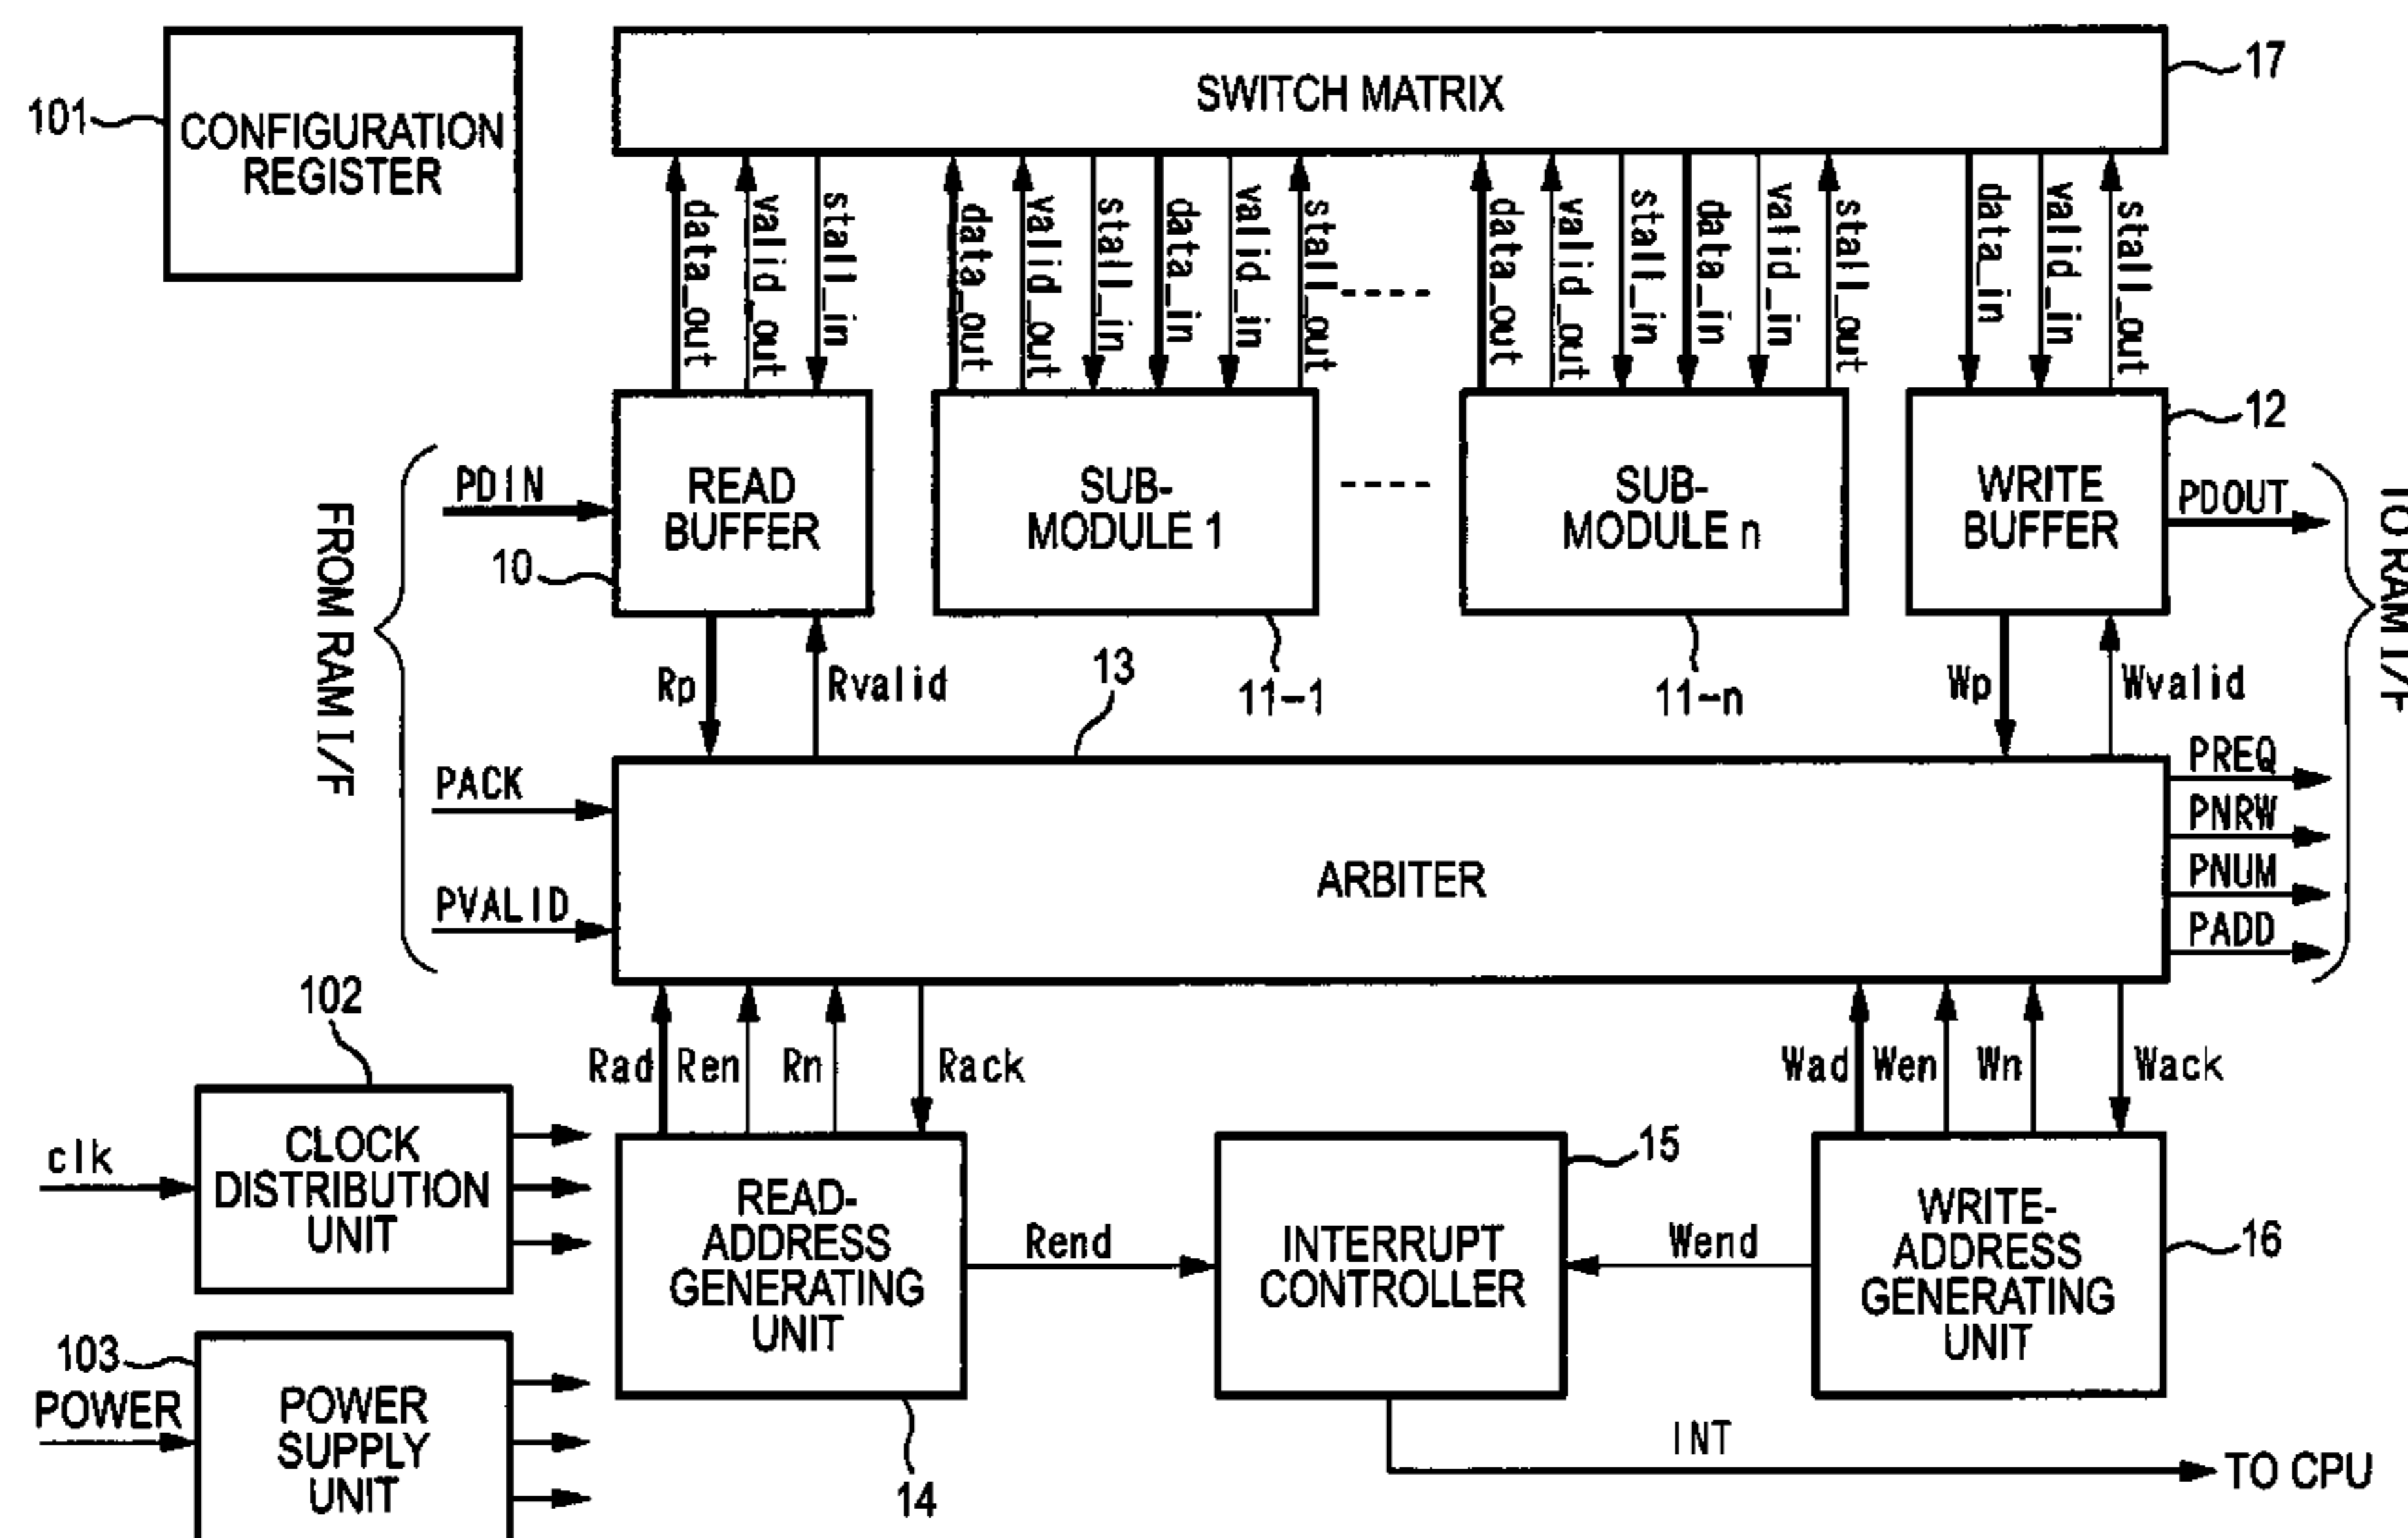 SWITCH MATRIX
17
101
CONFIGURATION
REGISTER
data_out
valid_out
stall_in
data_out
valid_out
stall_in
data_in
valid_in
stall_out
data_out
valid_out
stall_in
data_in
valid_in
stall_out
data_in
valid_in
stall_out
FROM RAM I/F
PDIN
READ
BUFFER
10
SUB-
MODULE 1
11-1
SUB-
MODULE n
11-n
WRITE
BUFFER
12
PDOUT
TO RAM I/F
Rp
Rvalid
13
Wp
Wvalid
PACK
PVALID
ARBITER
PREQ
PNRW
PNUM
PADD
102
clk
CLOCK
DISTRIBUTION
UNIT
Rad
Ren
Rn
Rack
Wad
Wen
Wn
Wack
READ-
ADDRESS
GENERATING
UNIT
14
Rend
INTERRUPT
CONTROLLER
15
Wend
WRITE-
ADDRESS
GENERATING
UNIT
16
103
POWER
POWER
SUPPLY
UNIT
INT
TO CPU